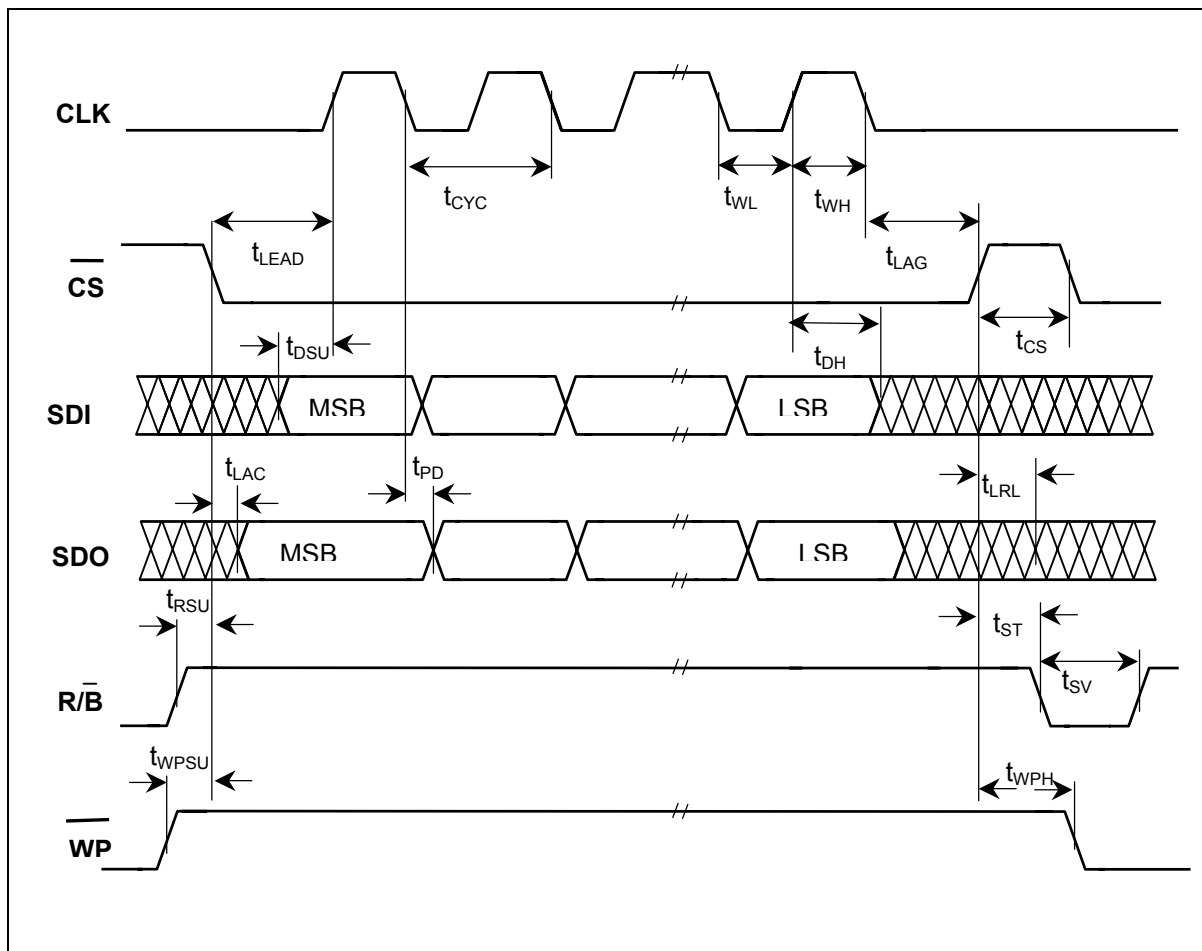 CLK
tCYC
tWL
tWH
tLEAD
tLAG
CS
tDSU
tDH
tCS
SDI
MSB
LSB
tLAC
tPD
tLRL
SDO
MSB
LSB
tRSU
tST
tSV
R/B̅
tWPSU
tWPH
WP